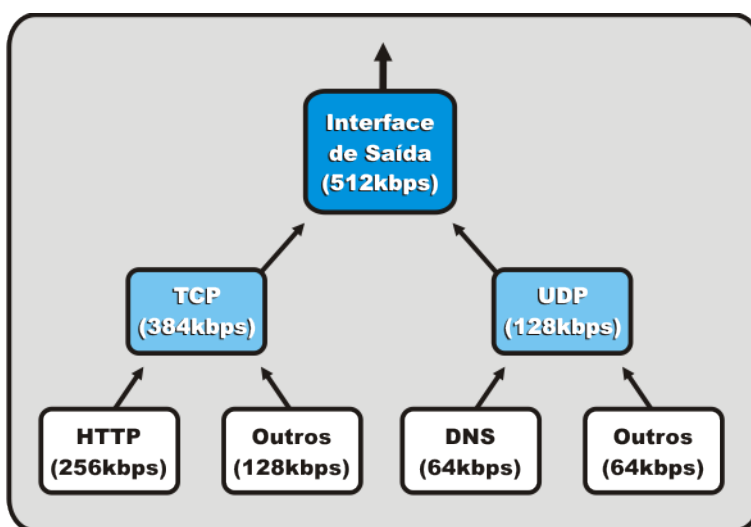 Interface
de Saída
(512kbps)
TCP
(384kbps)
UDP
(128kbps)
HTTP
(256kbps)
Outros
(128kbps)
DNS
(64kbps)
Outros
(64kbps)